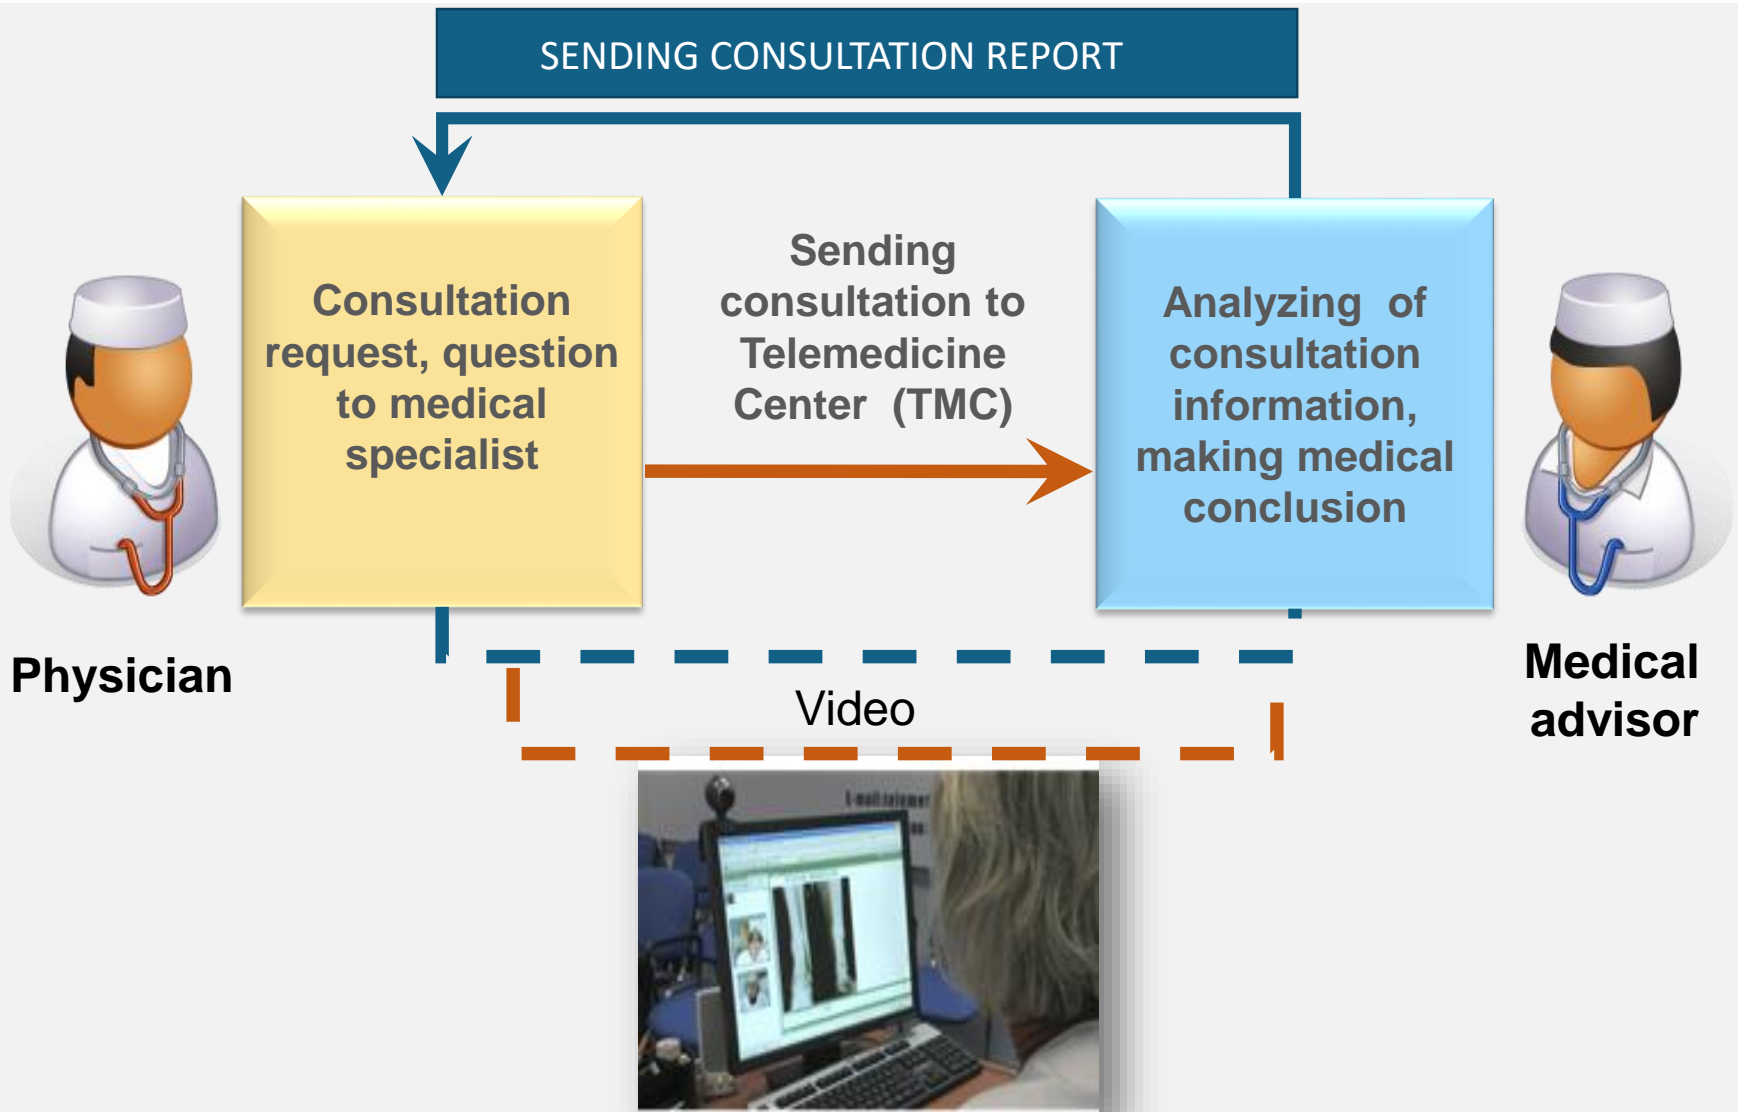 SENDING CONSULTATION REPORT
Consultation
request, question
to medical
specialist
Sending
consultation to
Telemedicine
Center (TMC)
Analyzing of
consultation
information,
making medical
conclusion
Physician
Medical
advisor
Video